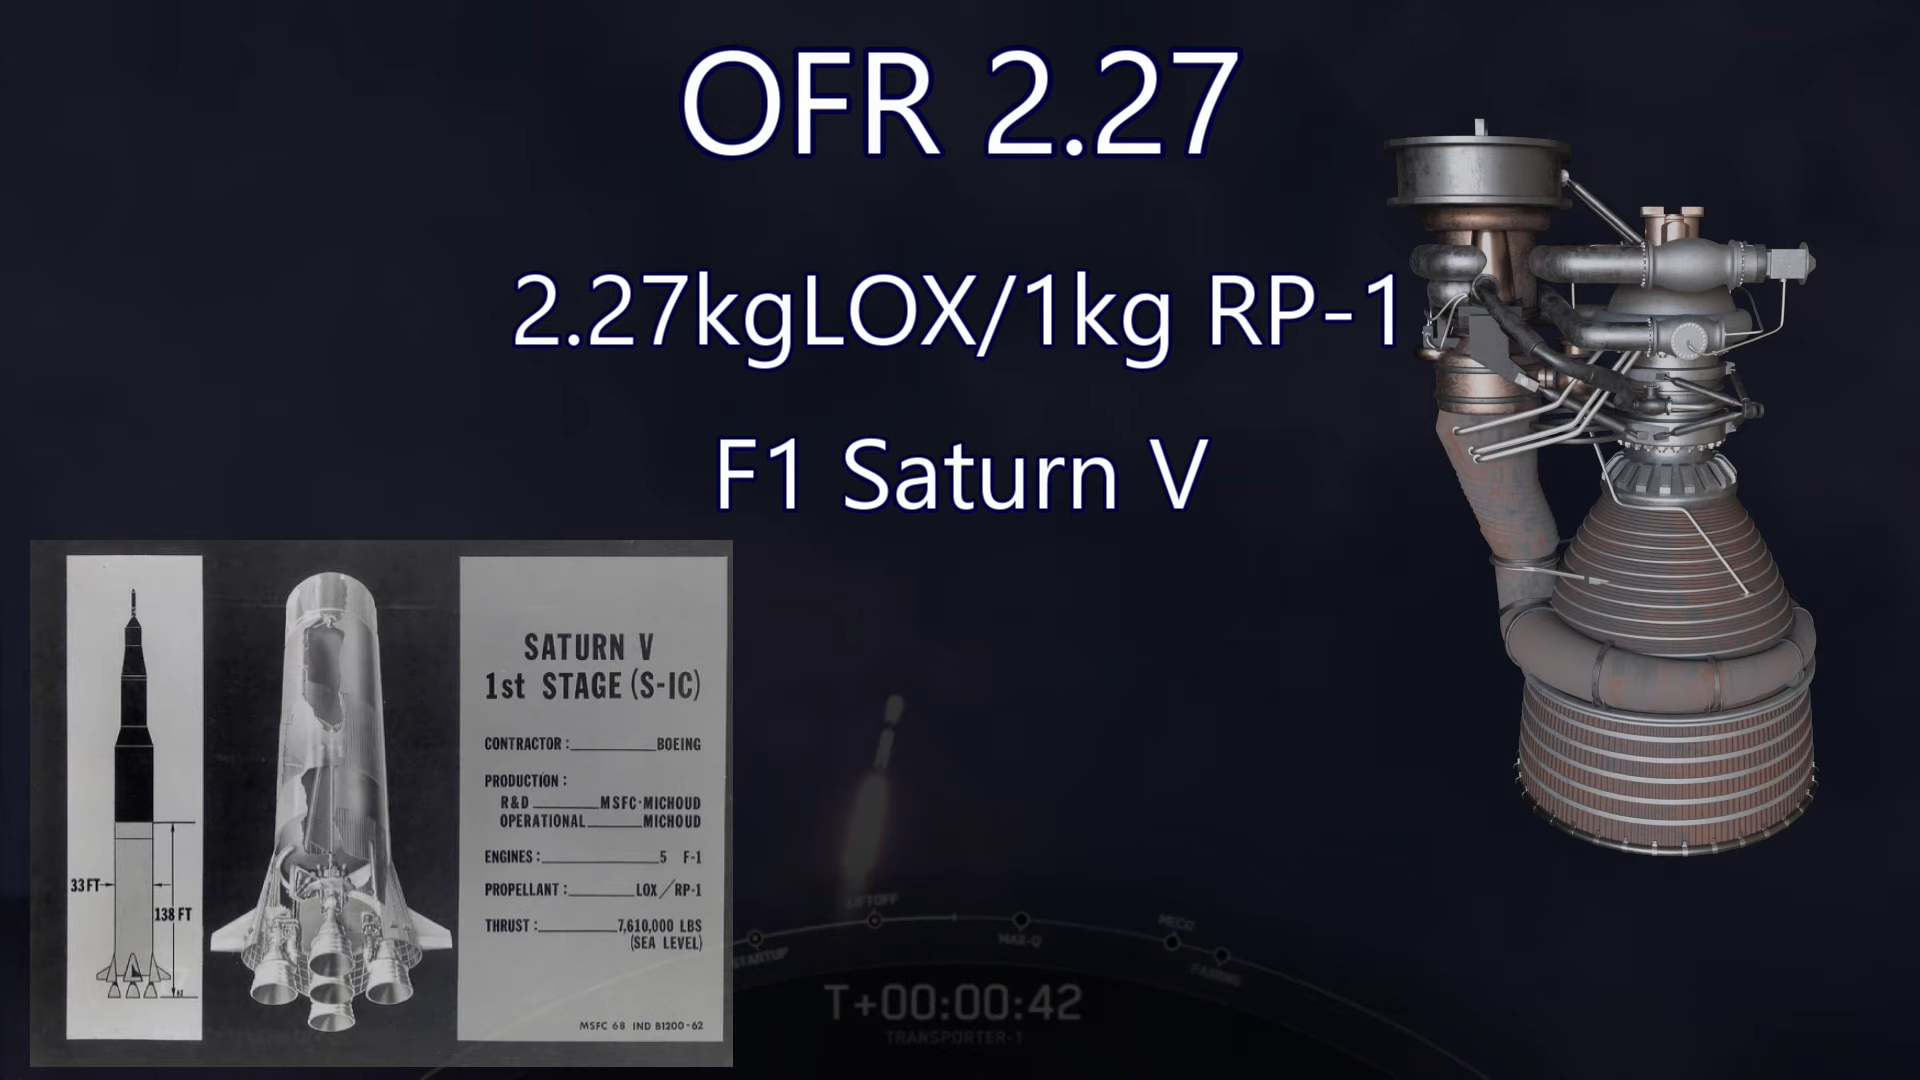 OFR 2.27
2.27kgLOX/1kg RP-1
F1 Saturn V
33 FT
138 FT
SATURN V
1st STAGE (S-IC)
CONTRACTOR : BOEING
PRODUCTION :
R&D MSFC-MICHOUD
OPERATIONAL MICHOUD
ENGINES : 5 F-1
PROPELLANT : LOX/RP-1
THRUST : 7,610,000 LBS
(SEA LEVEL)
MSFC 68 IND B1200-62
STARTUP
LIFTOFF
MAX-Q
MECO
FAIRING
T+00:00:42
TRANSPORTER-1